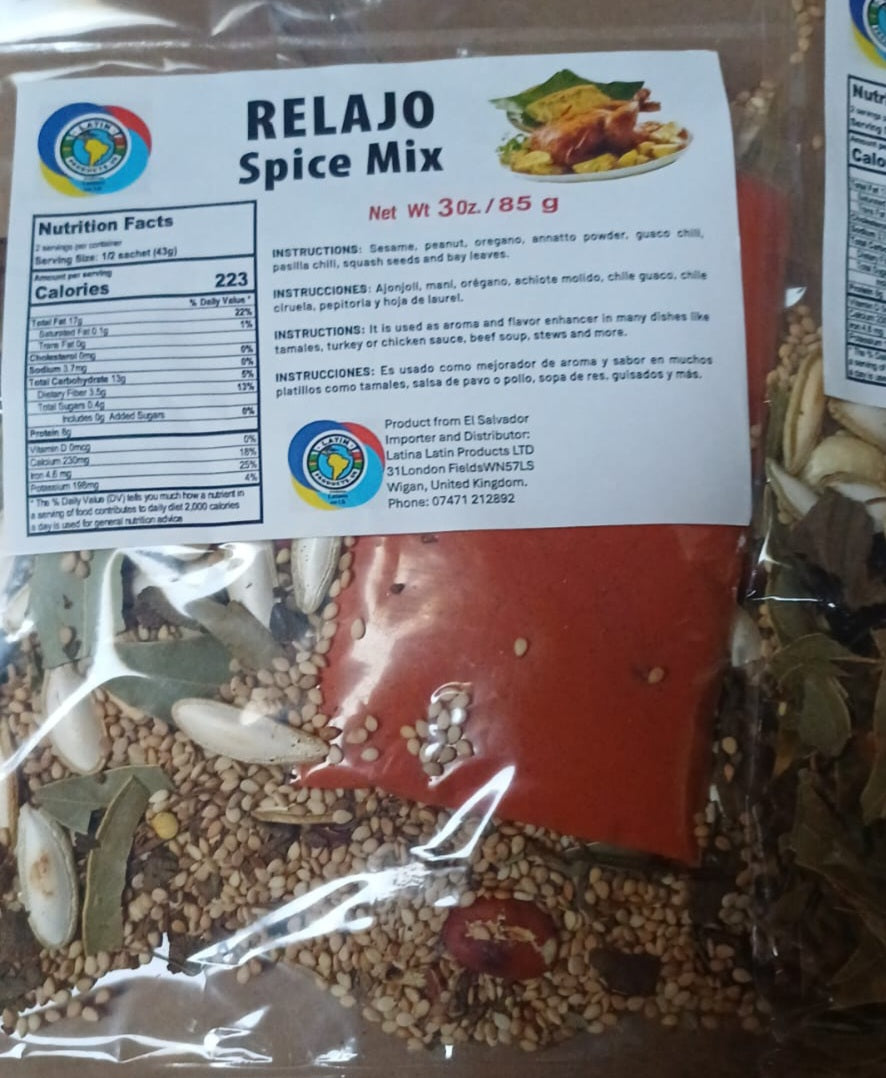 RELAJO
Spice Mix
Net Wt 3 Oz. / 85 g
LATIN
Nutrition Facts
2 servings per container
Serving Size: 1/2 sachet (43g)
Amount per serving
Calories 223
% Daily Value *
Total Fat 17g 22%
Saturated Fat 0.1g 1%
Trans Fat 0g
Cholesterol 0mg 0%
Sodium 3.7mg 0%
Total Carbohydrate 13g 5%
Dietary Fiber 3.5g 13%
Total Sugars 0.4g
Includes 0g Added Sugars 0%
Protein 8g
Vitamin D 0mcg 0%
Calcium 230mg 18%
Iron 4.6 mg 25%
Potassium 198mg 4%
* The % Daily Value (DV) tells you much how a nutrient in
a serving of food contributes to daily diet 2,000 calories
a day is used for general nutrition advice
INSTRUCTIONS: Sesame, peanut, oregano, annatto powder, guaco chili,
pasilla chili, squash seeds and bay leaves.
INSTRUCCIONES: Ajonjoli, mani, orégano, achiote molido, chile guaco, chile
ciruela, pepitoria y hoja de laurel.
INSTRUCTIONS: It is used as aroma and flavor enhancer in many dishes like
tamales, turkey or chicken sauce, beef soup, stews and more.
INSTRUCCIONES: Es usado como mejorador de aroma y sabor en muchos
platillos como tamales, salsa de pavo o pollo, sopa de res, guisados y más.
LATIN
Product from El Salvador
Importer and Distributor:
Latina Latin Products LTD
31London FieldsWN57LS
Wigan, United Kingdom.
Phone: 07471 212892
Nutr
Calo